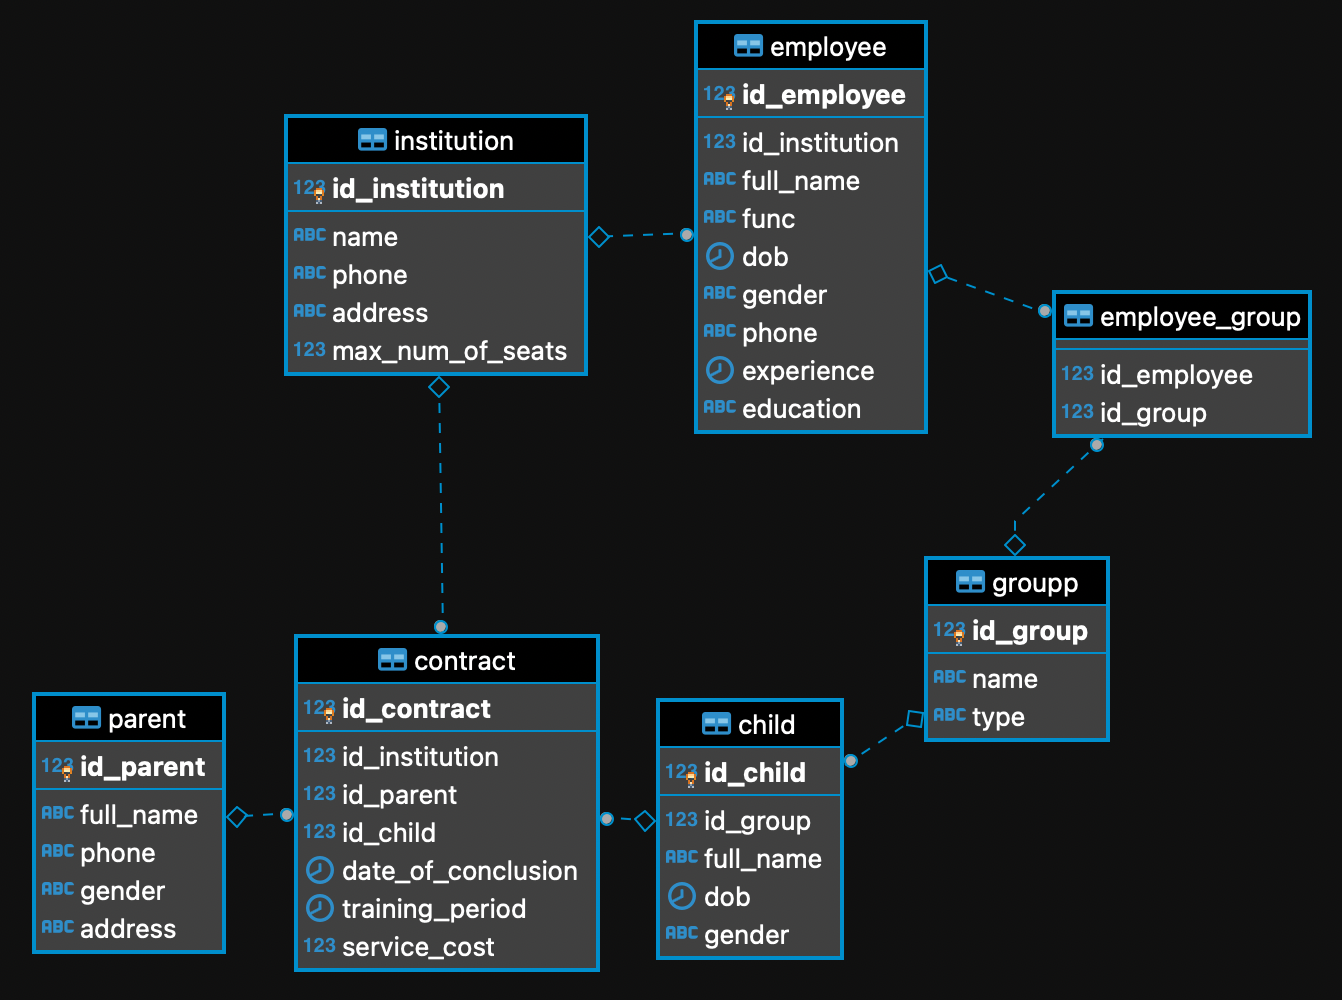 employee
123 id_employee
123 id_institution
ABC full_name
ABC func
dob
ABC gender
ABC phone
experience
ABC education
institution
123 id_institution
ABC name
ABC phone
ABC address
123 max_num_of_seats
employee_group
123 id_employee
123 id_group
groupp
123 id_group
ABC name
ABC type
contract
123 id_contract
123 id_institution
123 id_parent
123 id_child
date_of_conclusion
training_period
123 service_cost
parent
123 id_parent
ABC full_name
ABC phone
ABC gender
ABC address
child
123 id_child
123 id_group
ABC full_name
dob
ABC gender